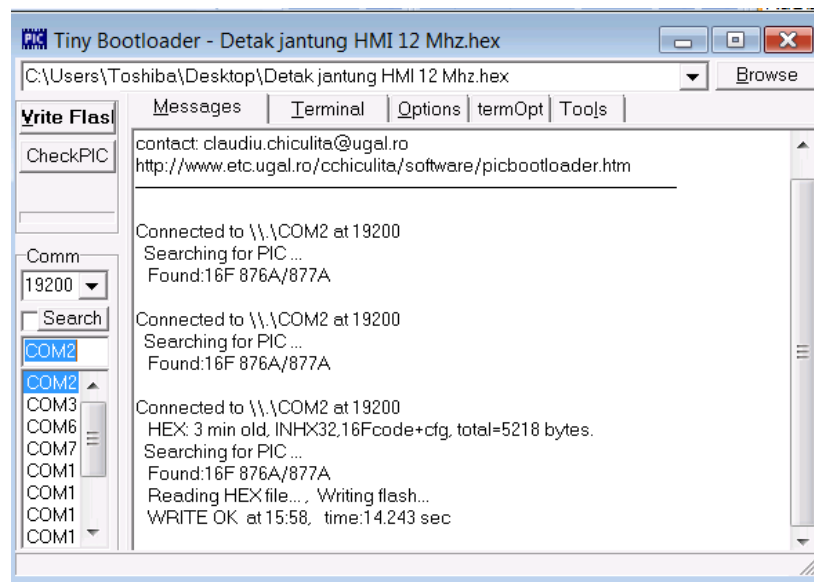 PIC Tiny Bootloader - Detak jantung HMI 12 Mhz.hex
C:\Users\Toshiba\Desktop\Detak jantung HMI 12 Mhz.hex
Browse
Write Flas
Messages
Terminal
Options
termOpt
Tools
CheckPIC
contact: claudiu.chiculita@ugal.ro
http://www.etc.ugal.ro/cchiculita/software/picbootloader.htm
Connected to \\.\COM2 at 19200
Searching for PIC ...
Found:16F 876A/877A
Connected to \\.\COM2 at 19200
Searching for PIC ...
Found:16F 876A/877A
Connected to \\.\COM2 at 19200
HEX: 3 min old, INHX32,16Fcode+cfg, total=5218 bytes.
Searching for PIC ...
Found:16F 876A/877A
Reading HEX file... , Writing flash...
WRITE OK at 15:58, time:14.243 sec
Comm
19200
Search
COM2
COM2
COM3
COM6
COM7
COM1
COM1
COM1
COM1